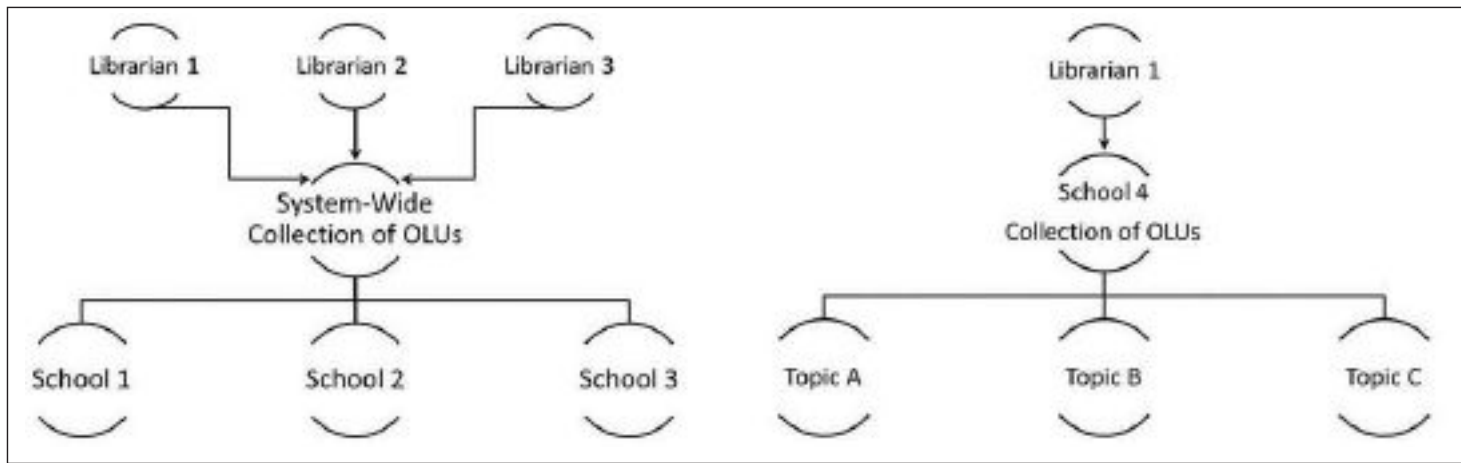 Librarian 1
Librarian 2
Librarian 3
System-Wide
Collection of OLUs
School 1
School 2
School 3
Librarian 1
School 4
Collection of OLUs
Topic A
Topic B
Topic C